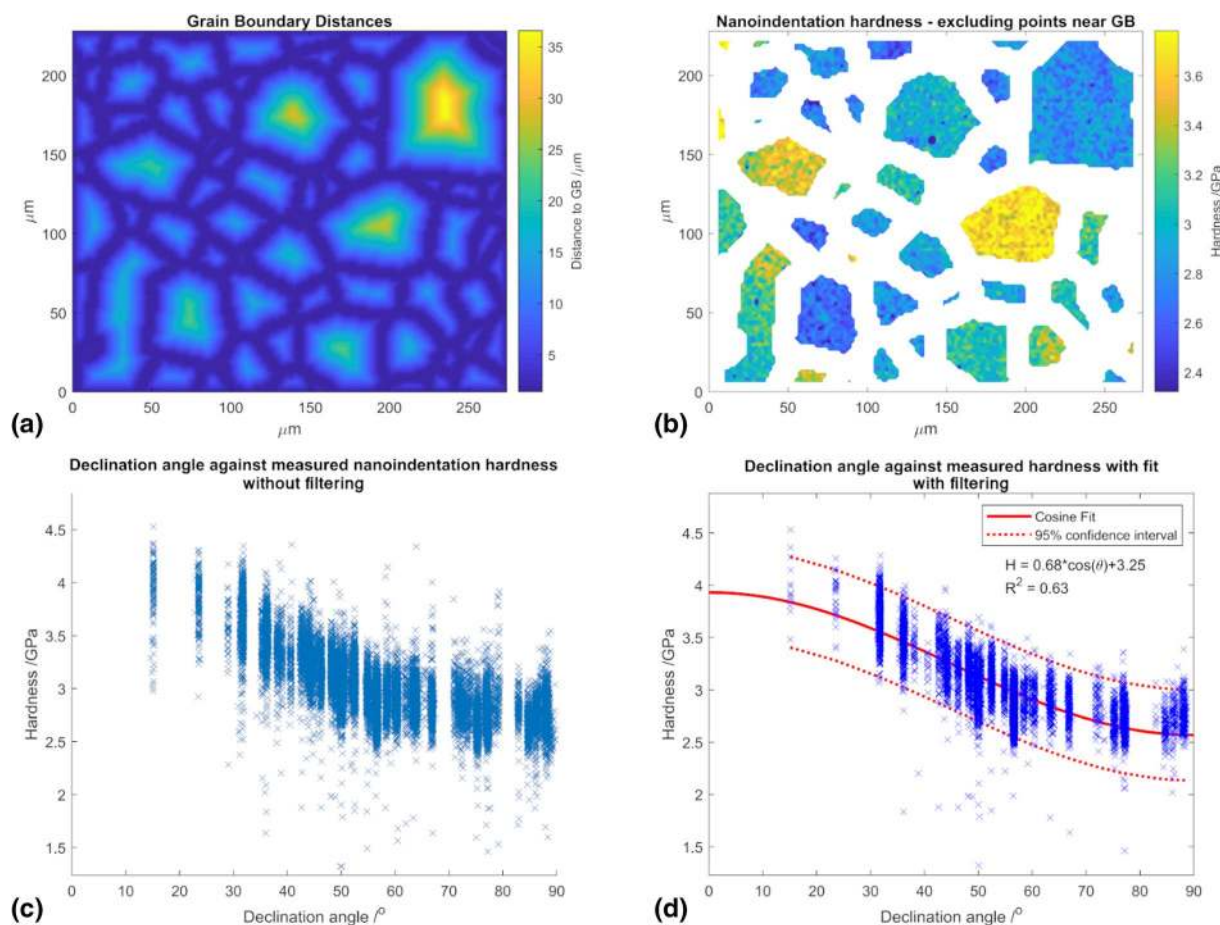 Grain Boundary Distances
200
150
100
50
0
μm
0 50 100 150 200 250
μm
35
30
25
20
15
10
5
Distance to GB /μm
(a)
Nanoindentation hardness - excluding points near GB
200
150
100
50
0
μm
0 50 100 150 200 250
μm
3.6
3.4
3.2
3
2.8
2.6
2.4
Hardness /GPa
(b)
Declination angle against measured nanoindentation hardness
without filtering
4.5
4
3.5
3
2.5
2
1.5
Hardness /GPa
0 10 20 30 40 50 60 70 80 90
Declination angle /°
(c)
Declination angle against measured hardness with fit
with filtering
Cosine Fit
95% confidence interval
H = 0.68*cos(θ)+3.25
R² = 0.63
4.5
4
3.5
3
2.5
2
1.5
Hardness /GPa
0 10 20 30 40 50 60 70 80 90
Declination angle /°
(d)